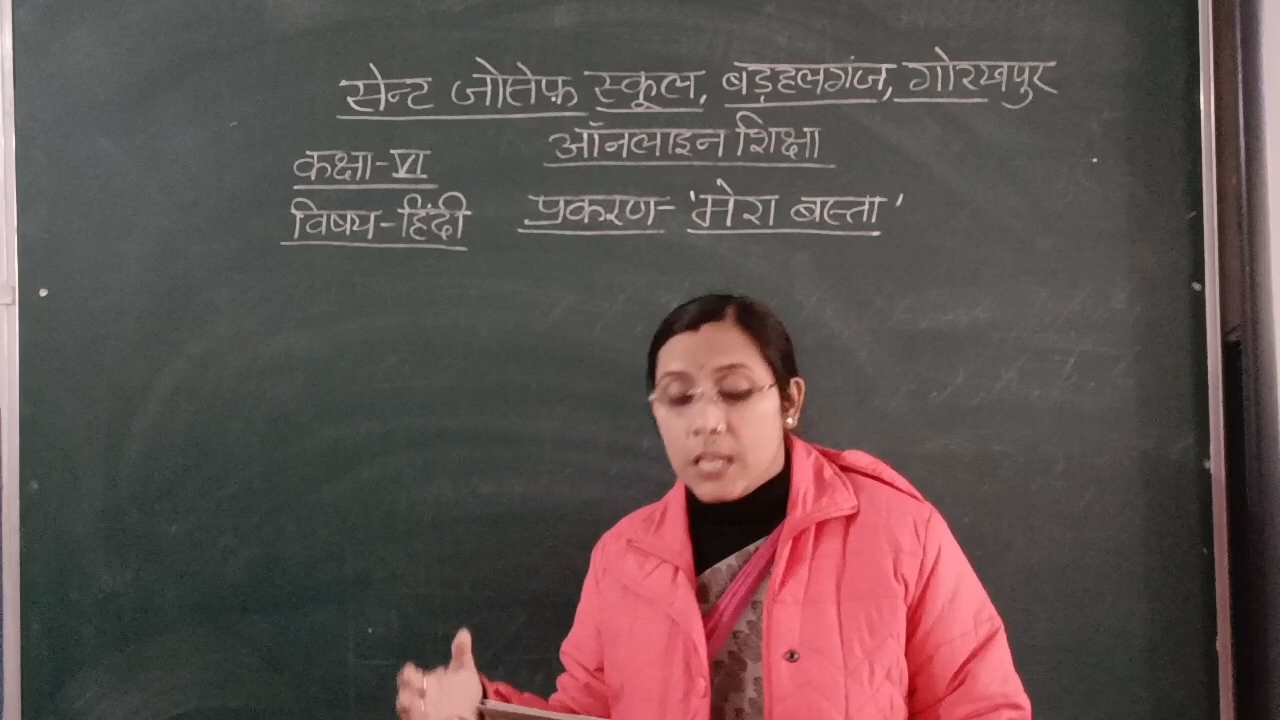 सेन्ट जोसेफ़ स्कूल, बड़हलगंज, गोरखपुर
ऑनलाइन शिक्षा
कक्षा-VI
विषय-हिंदी प्रकरण- 'मेरा बस्ता'